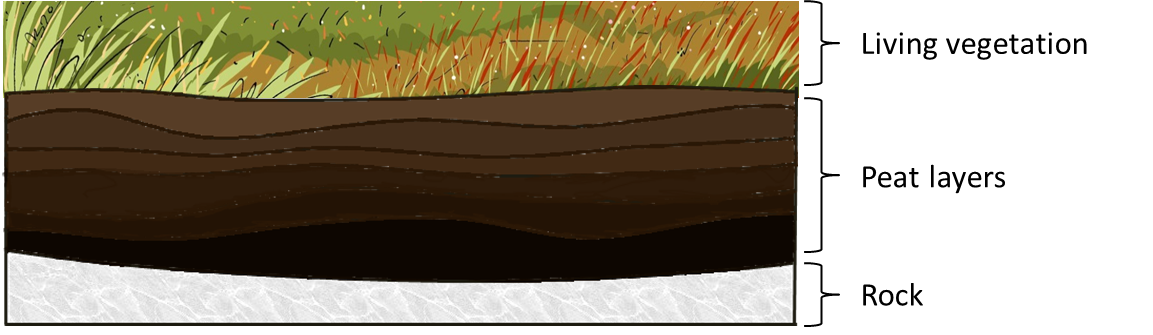 Living vegetation
Peat layers
Rock